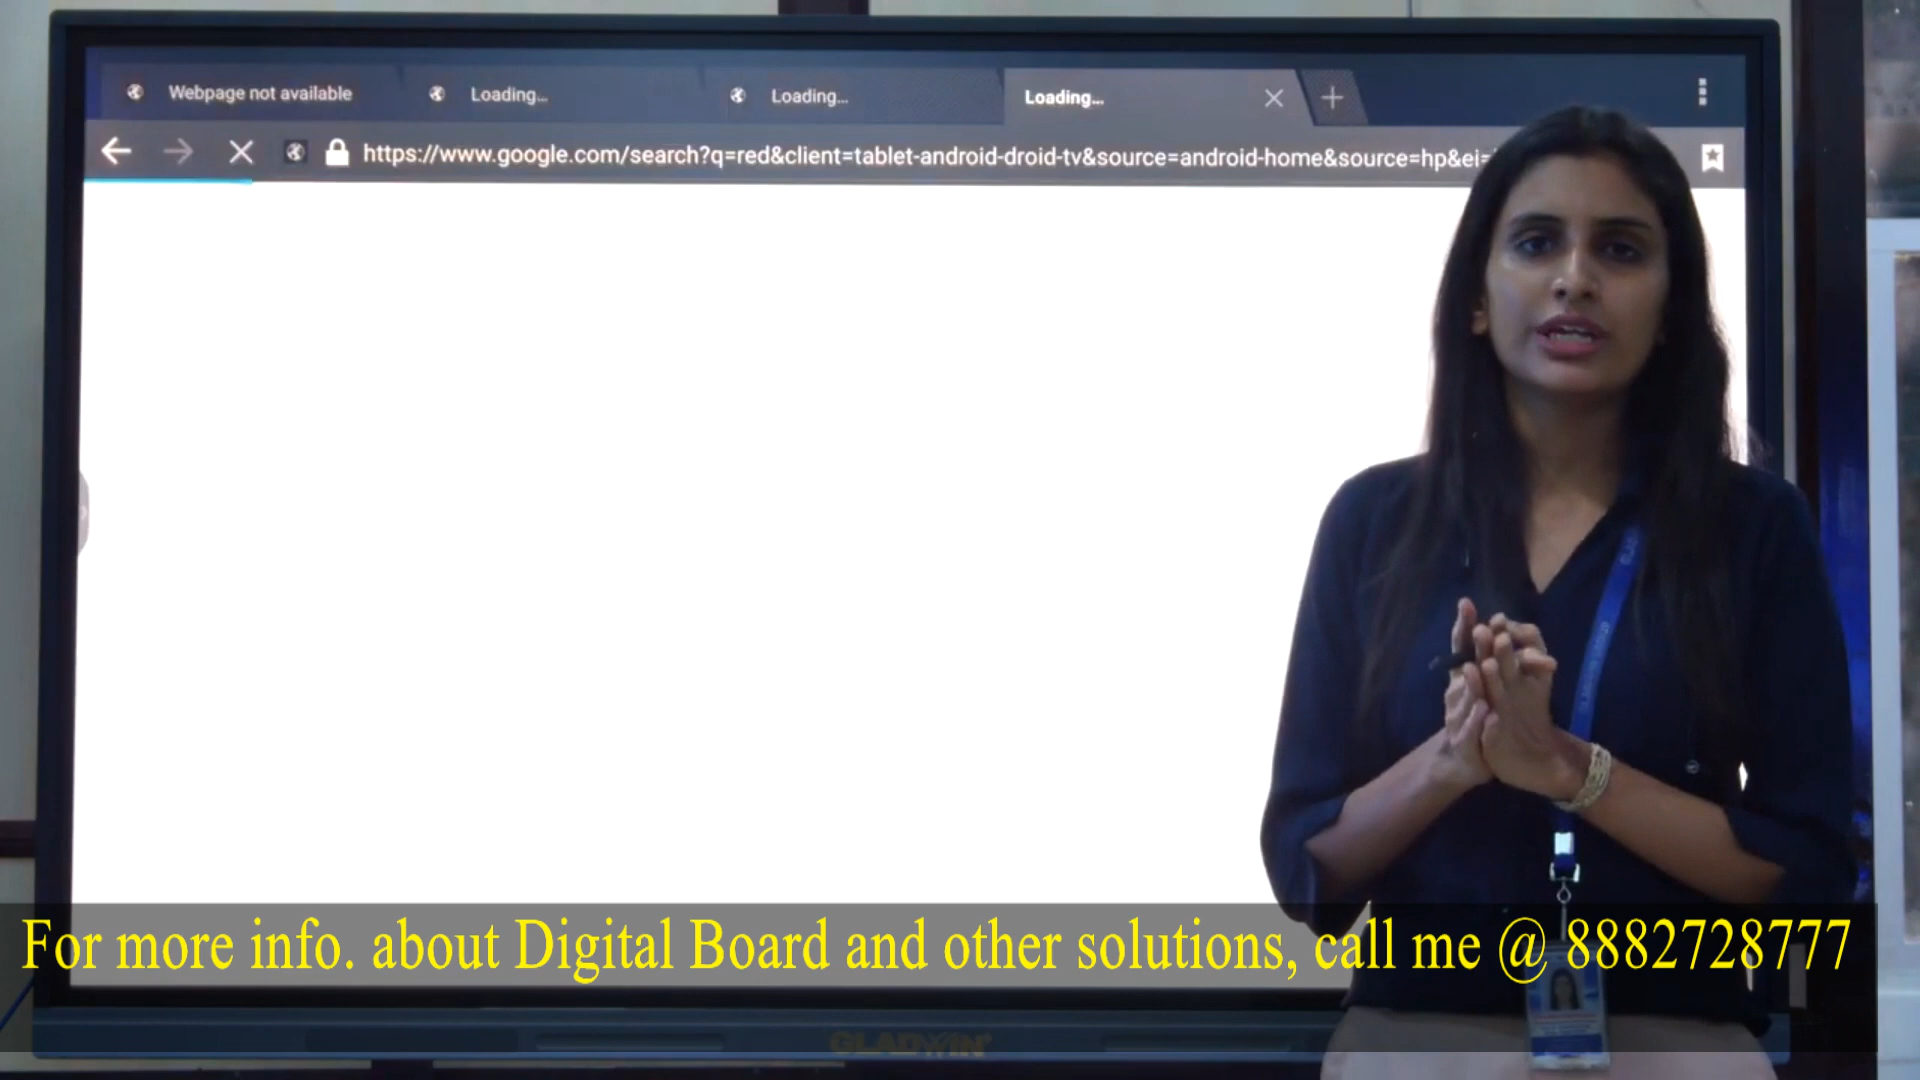 Webpage not available
Loading...
Loading...
Loading...
https://www.google.com/search?q=red&client=tablet-android-droid-tv&source=android-home&source=hp&ei=
For more info. about Digital Board and other solutions, call me @ 8882728777
GLADWIN